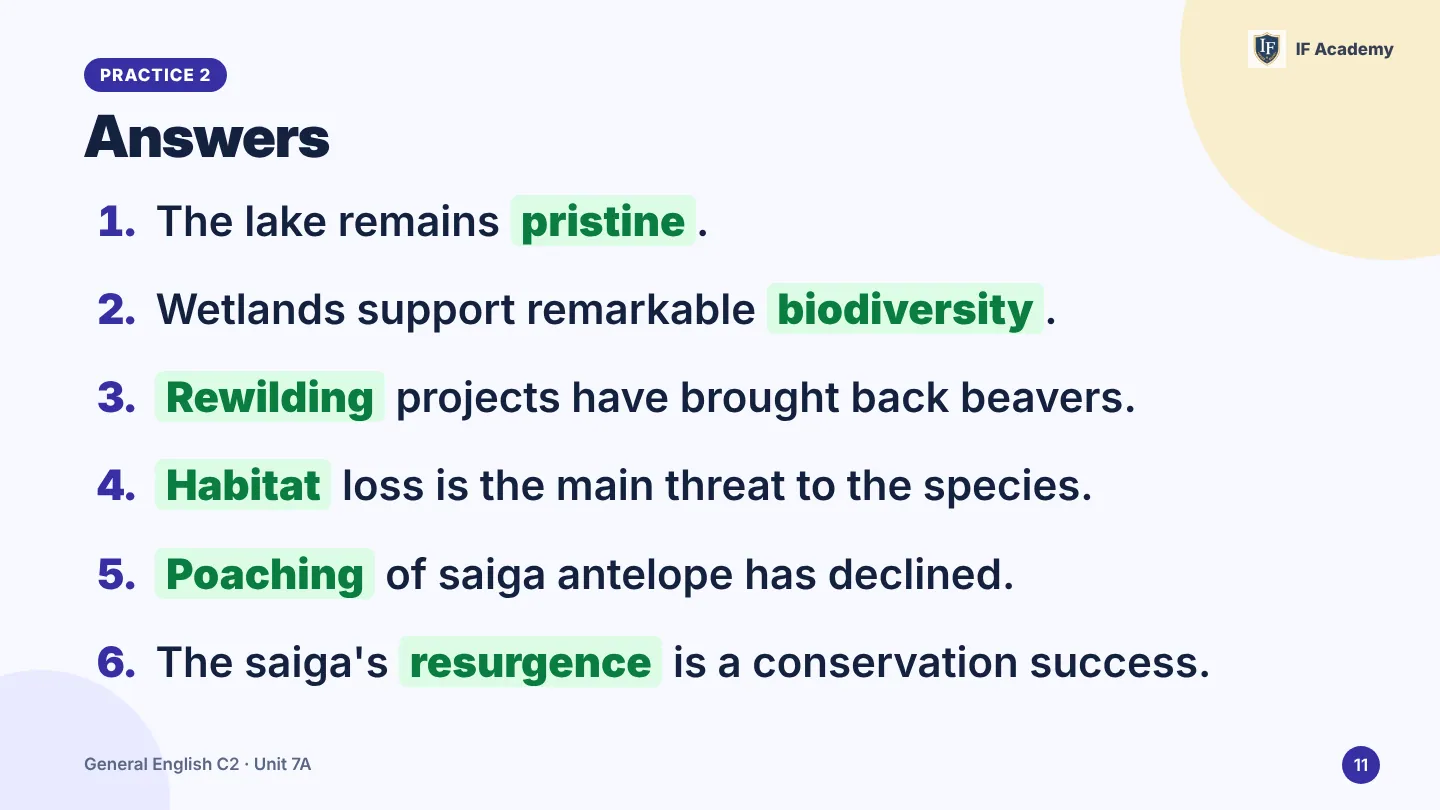 IF
IF Academy
PRACTICE 2
Answers
1. The lake remains pristine.
2. Wetlands support remarkable biodiversity.
3. Rewilding projects have brought back beavers.
4. Habitat loss is the main threat to the species.
5. Poaching of saiga antelope has declined.
6. The saiga's resurgence is a conservation success.
General English C2 · Unit 7A
11